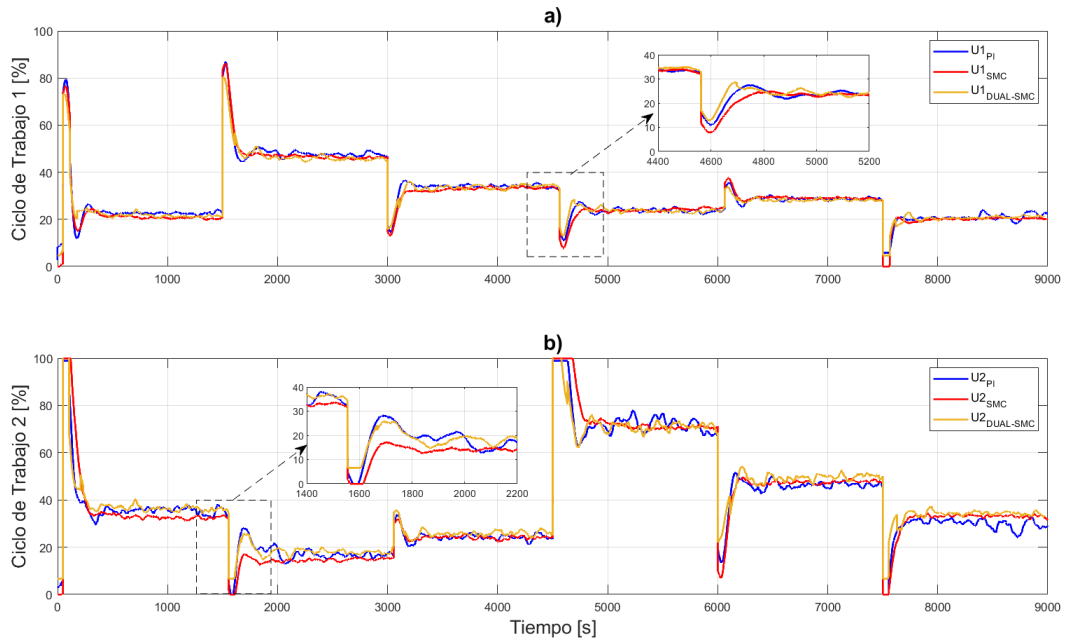 a)
Ciclo de Trabajo 1 [%]
100
80
60
40
20
0
0 1000 2000 3000 4000 5000 6000 7000 8000 9000
U1PI
U1SMC
U1DUAL-SMC
40
30
20
10
0
4400 4600 4800 5000 5200
b)
Ciclo de Trabajo 2 [%]
100
80
60
40
20
0
0 1000 2000 3000 4000 5000 6000 7000 8000 9000
40
30
20
10
0
1400 1600 1800 2000 2200
U2PI
U2SMC
U2DUAL-SMC
Tiempo [s]